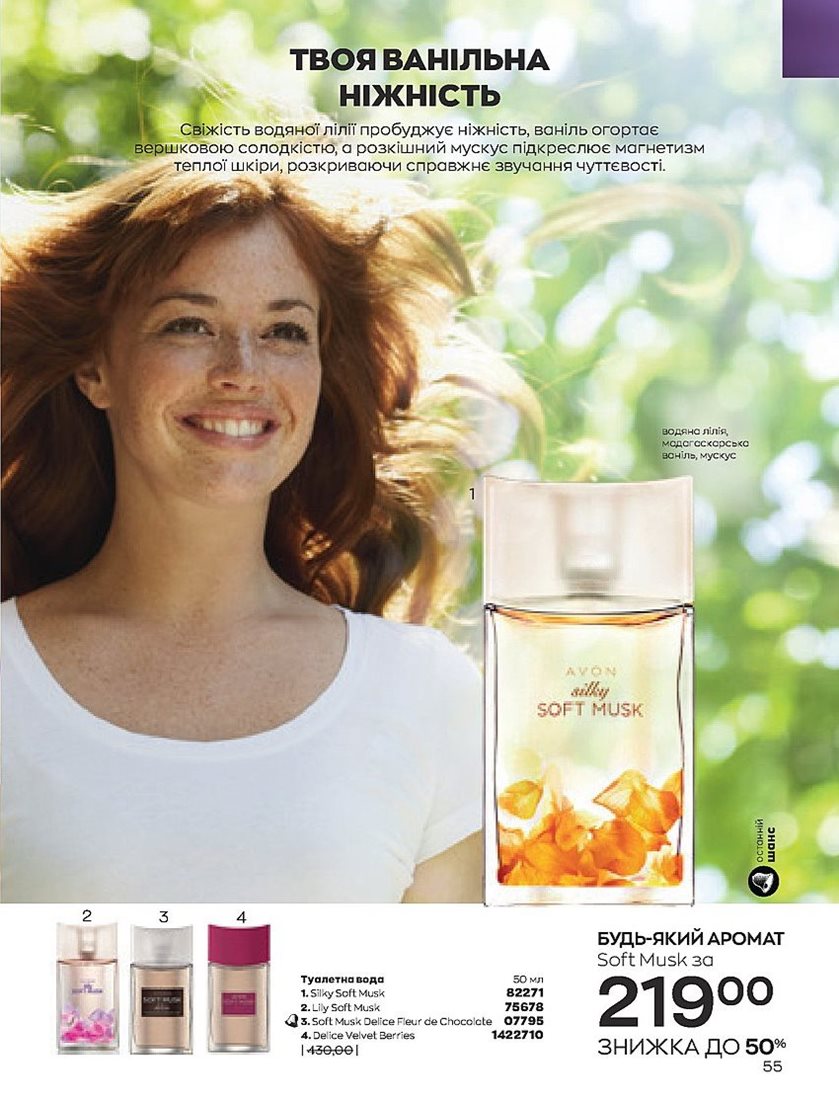 ТВОЯ ВАНІЛЬНА
НІЖНІСТЬ
Свіжість водяної лілії пробуджує ніжність, ваніль огортає
вершковою солодкістю, а розкішний мускус підкреслює магнетизм
теплої шкіри, розкриваючи справжнє звучання чуттєвості.
водяна лілія,
мадагаскарська
ваніль, мускус
1
AVON
silky
SOFT MUSK
останній
шанс
2
3
4
SOFT MUSK
SOFT MUSK
Туалетна вода 50 мл
1. Silky Soft Musk 82271
2. Lily Soft Musk 75678
3. Soft Musk Delice Fleur de Chocolate 07795
4. Delice Velvet Berries 1422710
| 430,00 |
БУДЬ-ЯКИЙ АРОМАТ
Soft Musk за
219⁰⁰
ЗНИЖКА ДО 50%
55